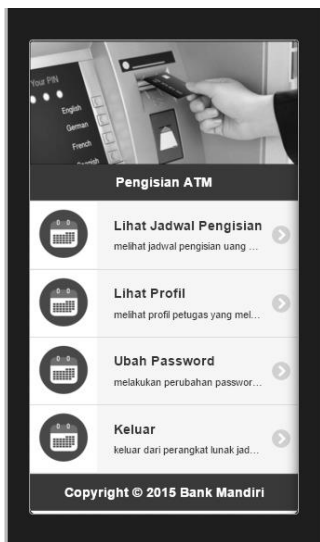 Your PIN
English
German
French
Spanish
Pengisian ATM
Lihat Jadwal Pengisian
melihat jadwal pengisian uang ...
Lihat Profil
melihat profil petugas yang mel...
Ubah Password
melakukan perubahan passwor...
Keluar
keluar dari perangkat lunak jad...
Copyright © 2015 Bank Mandiri